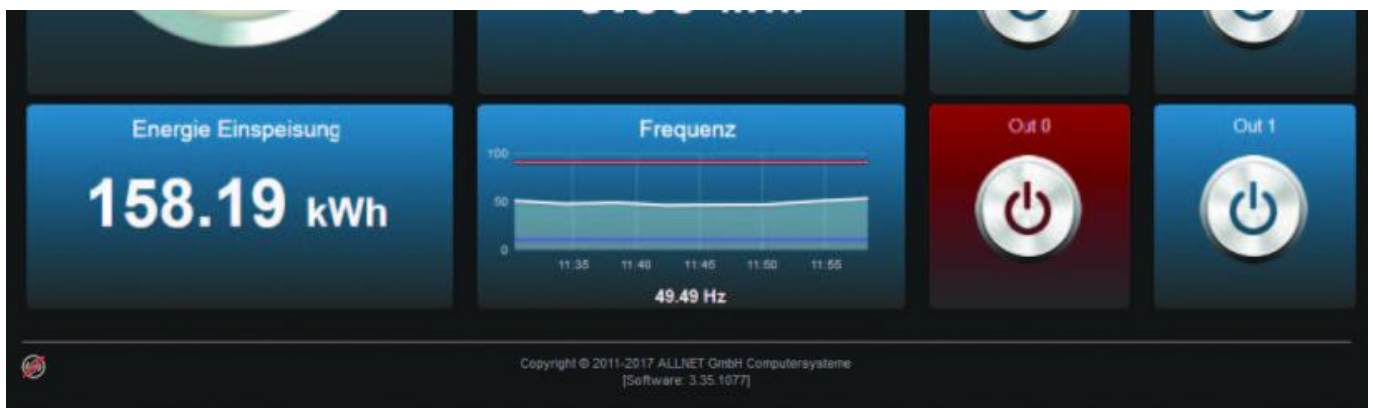 Energie Einspeisung
158.19 kWh
Frequenz
100
50
0
11:35 11:40 11:45 11:50 11:55
49.49 Hz
Out 0
Out 1
Copyright © 2011-2017 ALLNET GmbH Computersysteme
[Software: 3.35.1077]